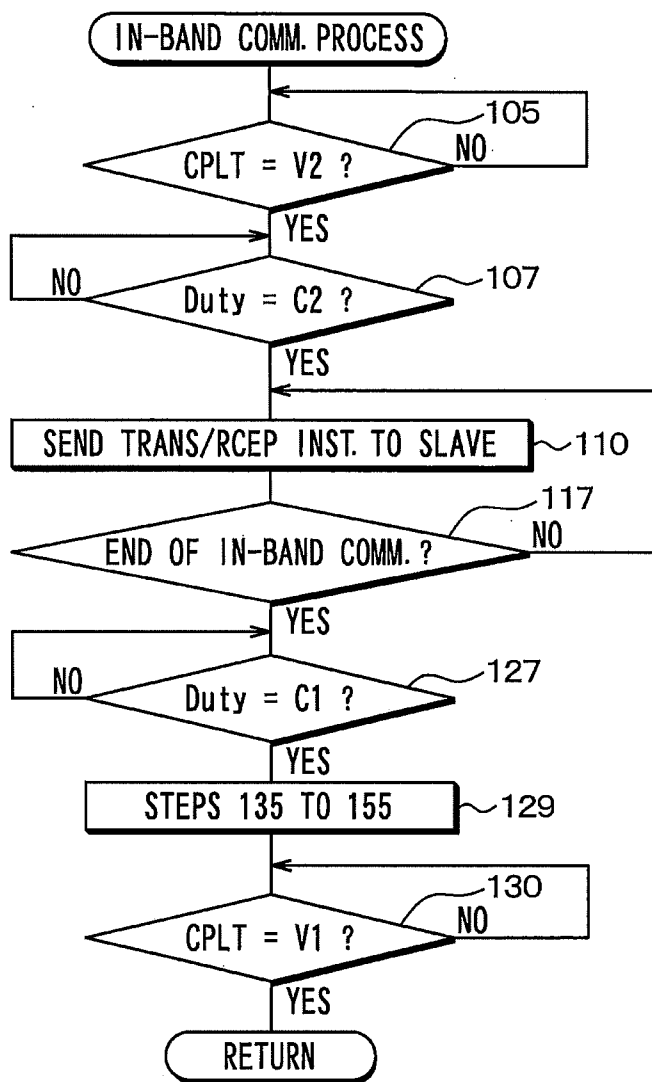 IN-BAND COMM. PROCESS
105
CPLT = V2 ?
NO
YES
NO
107
Duty = C2 ?
YES
SEND TRANS/RCEP INST. TO SLAVE
110
117
END OF IN-BAND COMM. ?
NO
YES
NO
127
Duty = C1 ?
YES
STEPS 135 TO 155
129
130
CPLT = V1 ?
NO
YES
RETURN